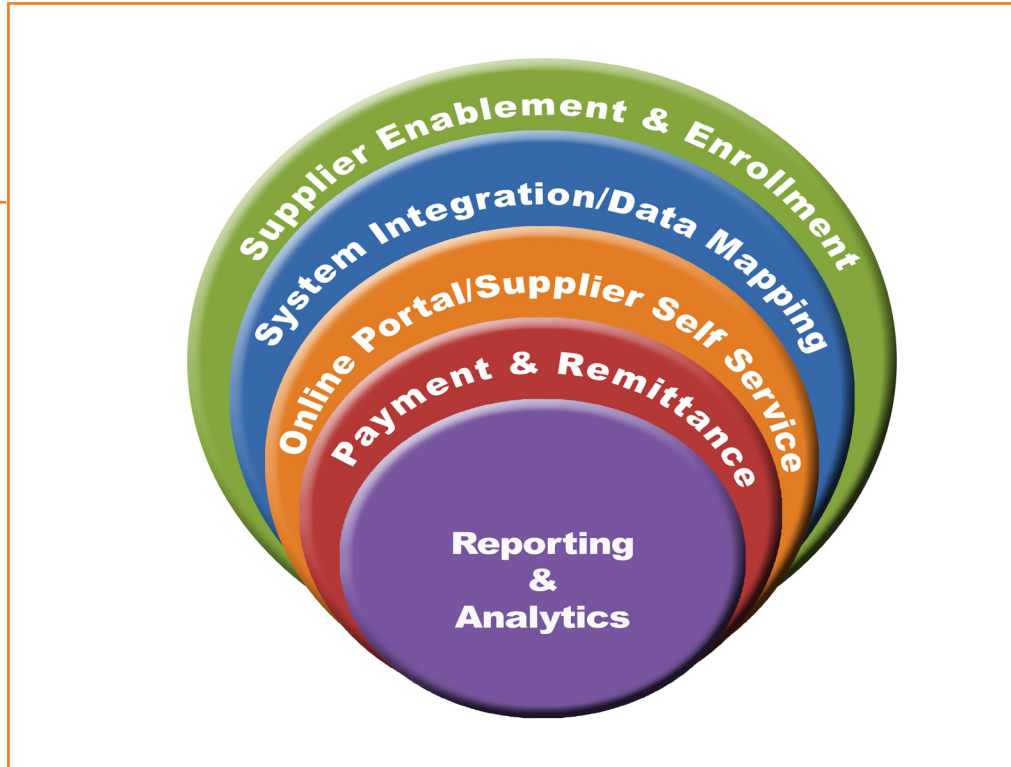 Supplier Enablement & Enrollment
System Integration/Data Mapping
Online Portal/Supplier Self Service
Payment & Remittance
Reporting
&
Analytics